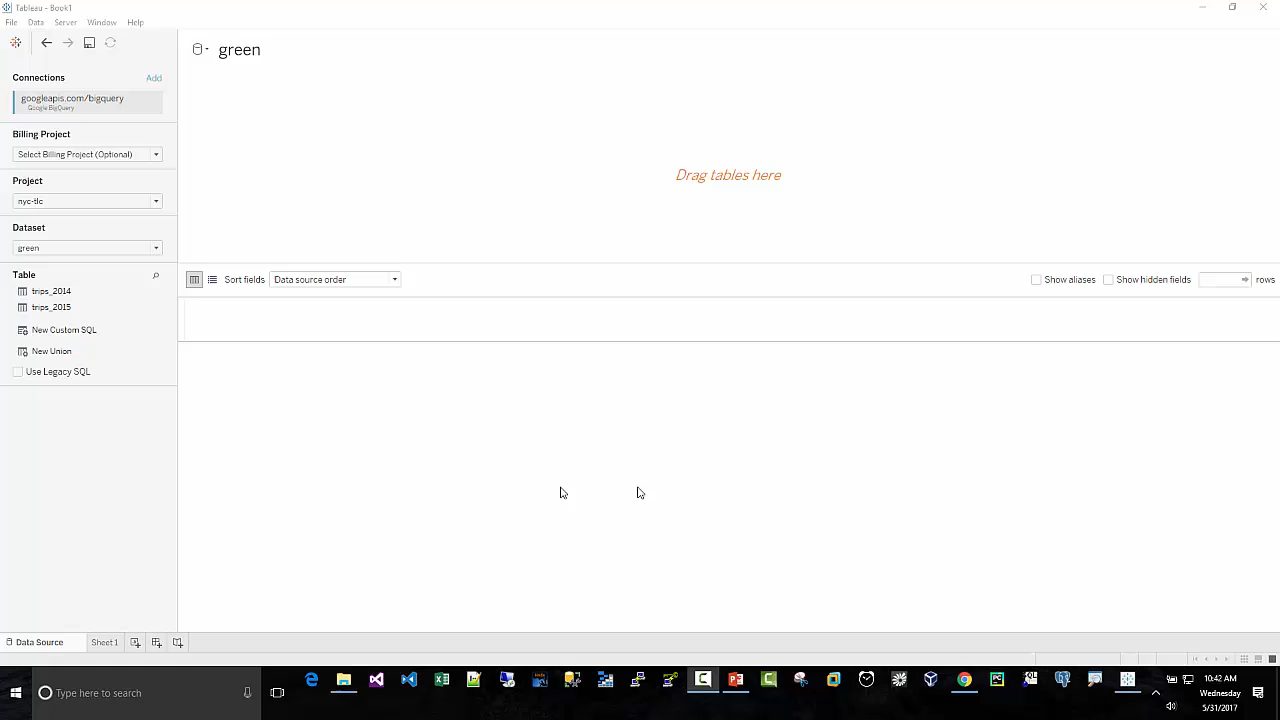 Tableau - Book1
File Data Server Window Help
green
Connections Add
googleapis.com/bigquery
Google BigQuery
Billing Project
Select Billing Project (Optional)
Project
nyc-tlc
Dataset
green
Table
trips_2014
trips_2015
New Custom SQL
New Union
Use Legacy SQL
Drag tables here
Sort fields Data source order Show aliases Show hidden fields rows
Data Source Sheet 1
Type here to search
10:42 AM
Wednesday
5/31/2017